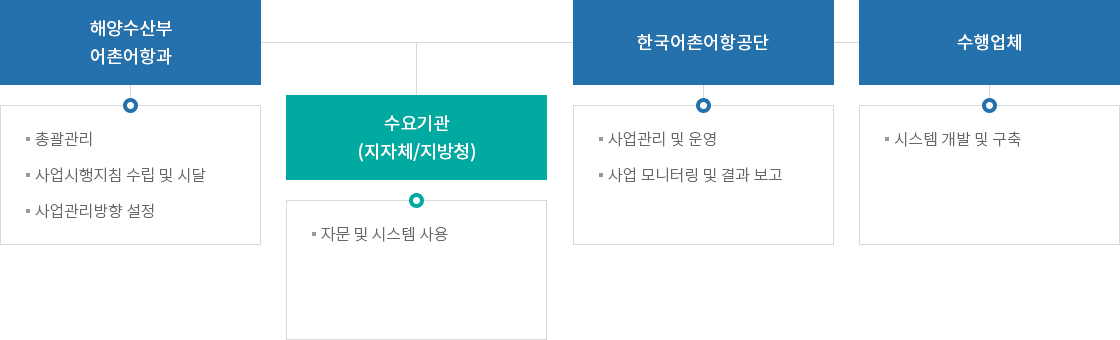 해양수산부
어촌어항과
▪ 총괄관리
▪ 사업시행지침 수립 및 시달
▪ 사업관리방향 설정
수요기관
(지자체/지방청)
▪ 자문 및 시스템 사용
한국어촌어항공단
▪ 사업관리 및 운영
▪ 사업 모니터링 및 결과 보고
수행업체
▪ 시스템 개발 및 구축